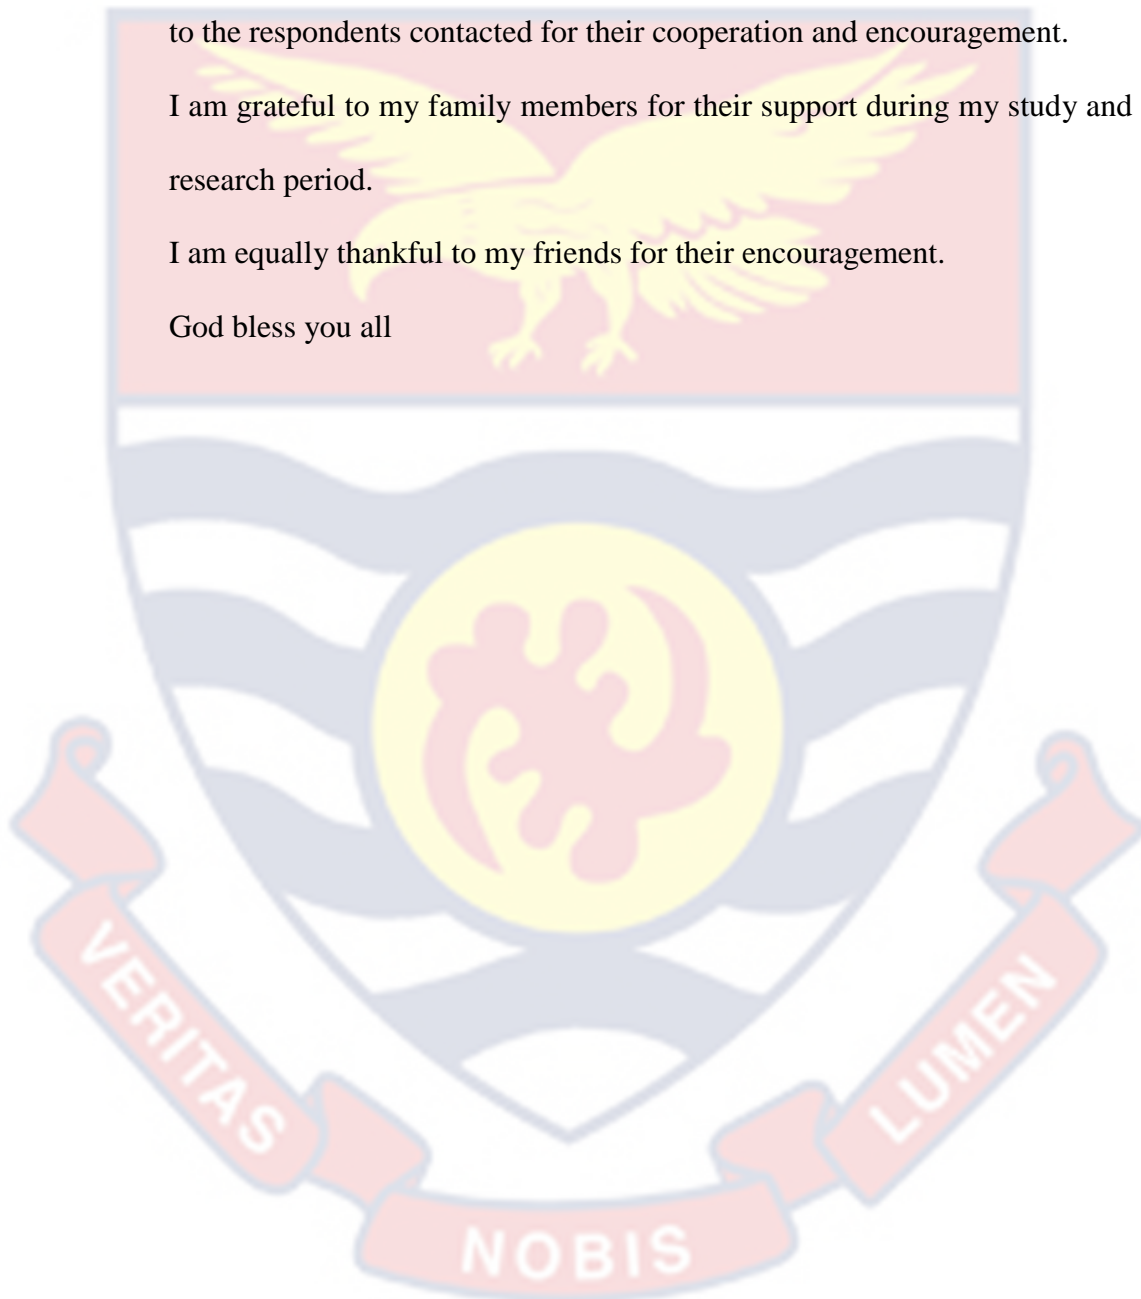 to the respondents contacted for their cooperation and encouragement.
I am grateful to my family members for their support during my study and
research period.
I am equally thankful to my friends for their encouragement.
God bless you all
VERITAS
NOBIS
LUMEN